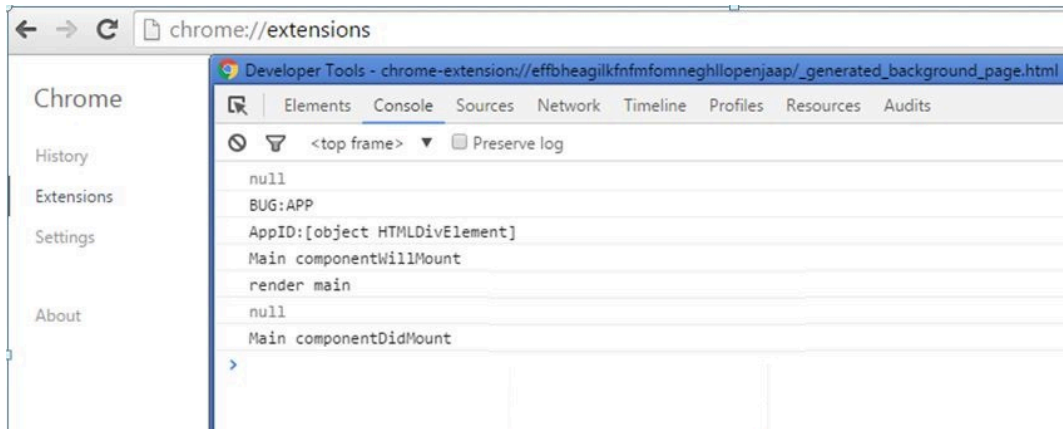 chrome://extensions
Developer Tools - chrome-extension://effbheagilkfnfmfomneghllopenjaap/_generated_background_page.html
Chrome
History
Extensions
Settings
About
Elements Console Sources Network Timeline Profiles Resources Audits
<top frame> ▼ Preserve log
null
BUG:APP
AppID:[object HTMLDivElement]
Main componentWillMount
render main
null
Main componentDidMount
>